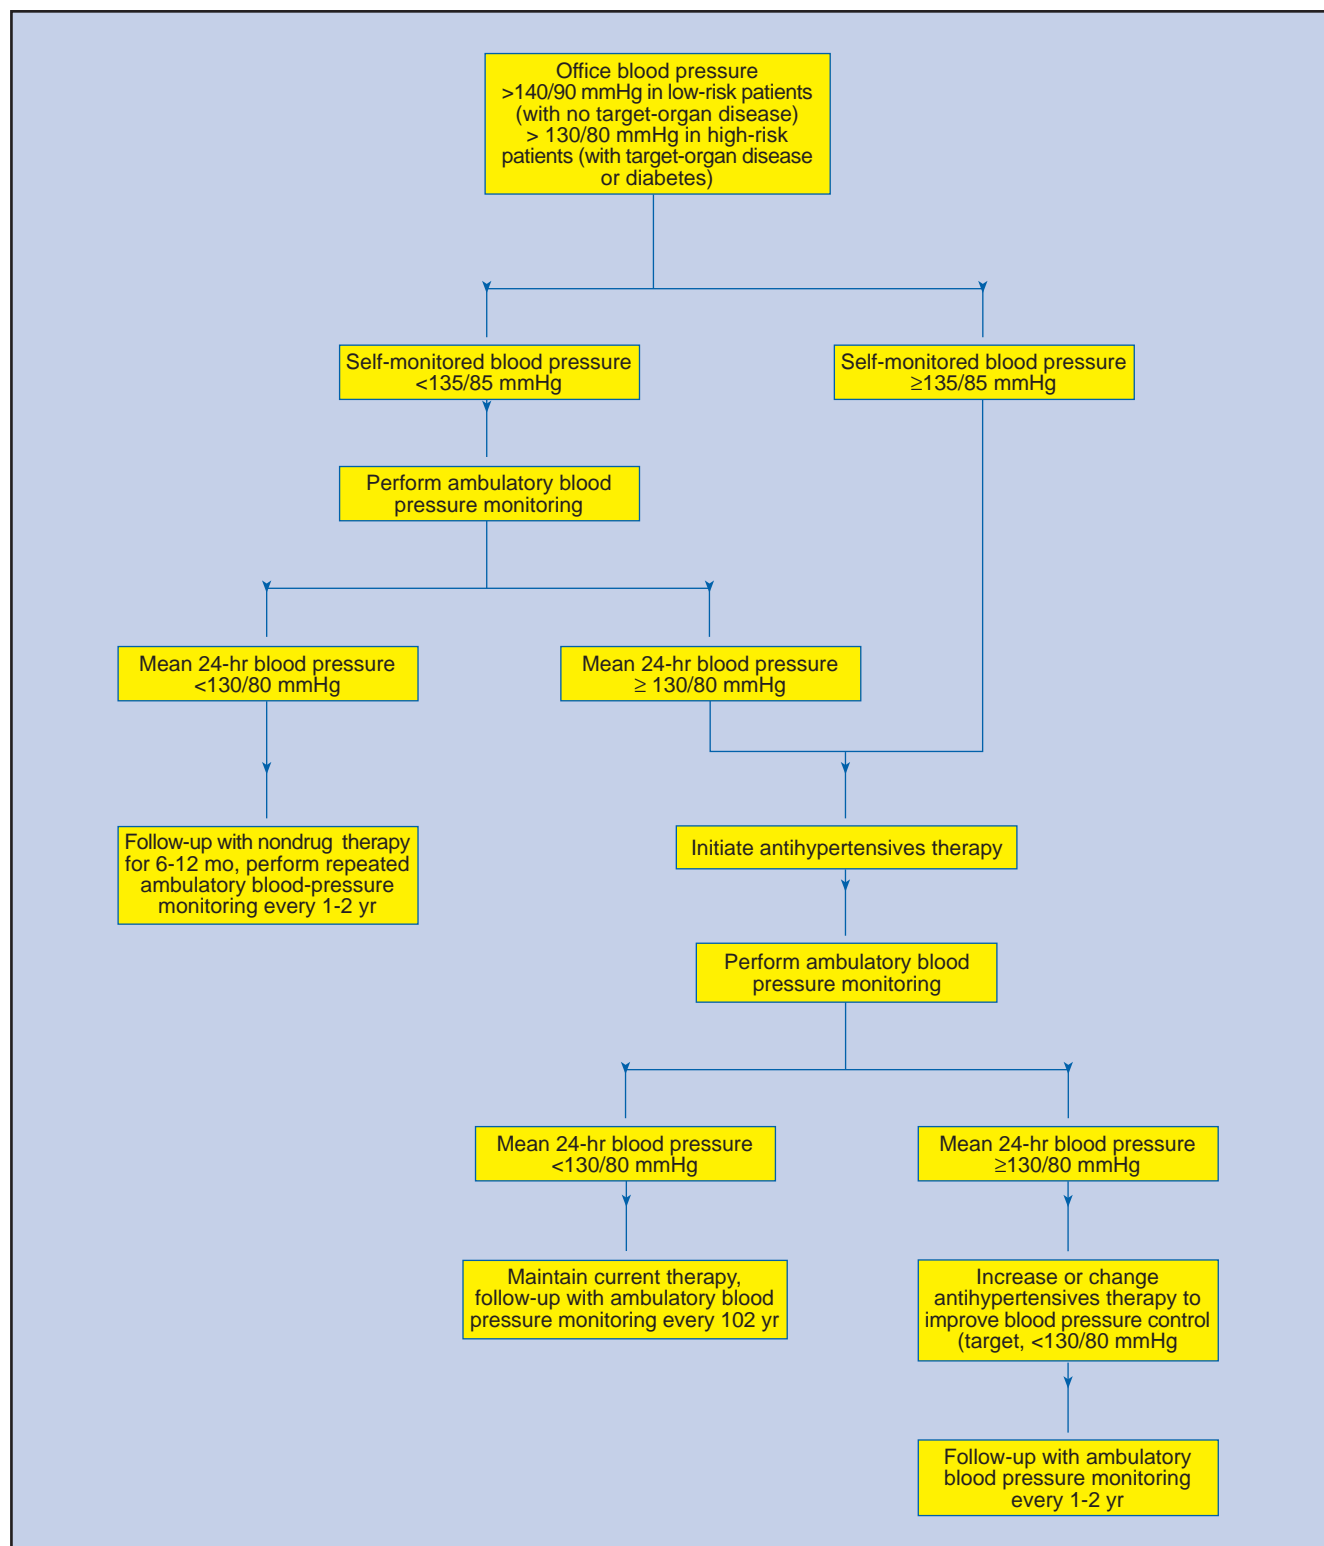 Office blood pressure
>140/90 mmHg in low-risk patients
(with no target-organ disease)
> 130/80 mmHg in high-risk
patients (with target-organ disease
or diabetes)
Self-monitored blood pressure
<135/85 mmHg
Self-monitored blood pressure
≥135/85 mmHg
Perform ambulatory blood
pressure monitoring
Mean 24-hr blood pressure
<130/80 mmHg
Mean 24-hr blood pressure
≥ 130/80 mmHg
Follow-up with nondrug therapy
for 6-12 mo, perform repeated
ambulatory blood-pressure
monitoring every 1-2 yr
Initiate antihypertensives therapy
Perform ambulatory blood
pressure monitoring
Mean 24-hr blood pressure
<130/80 mmHg
Mean 24-hr blood pressure
≥130/80 mmHg
Maintain current therapy,
follow-up with ambulatory blood
pressure monitoring every 102 yr
Increase or change
antihypertensives therapy to
improve blood pressure control
(target, <130/80 mmHg
Follow-up with ambulatory
blood pressure monitoring
every 1-2 yr